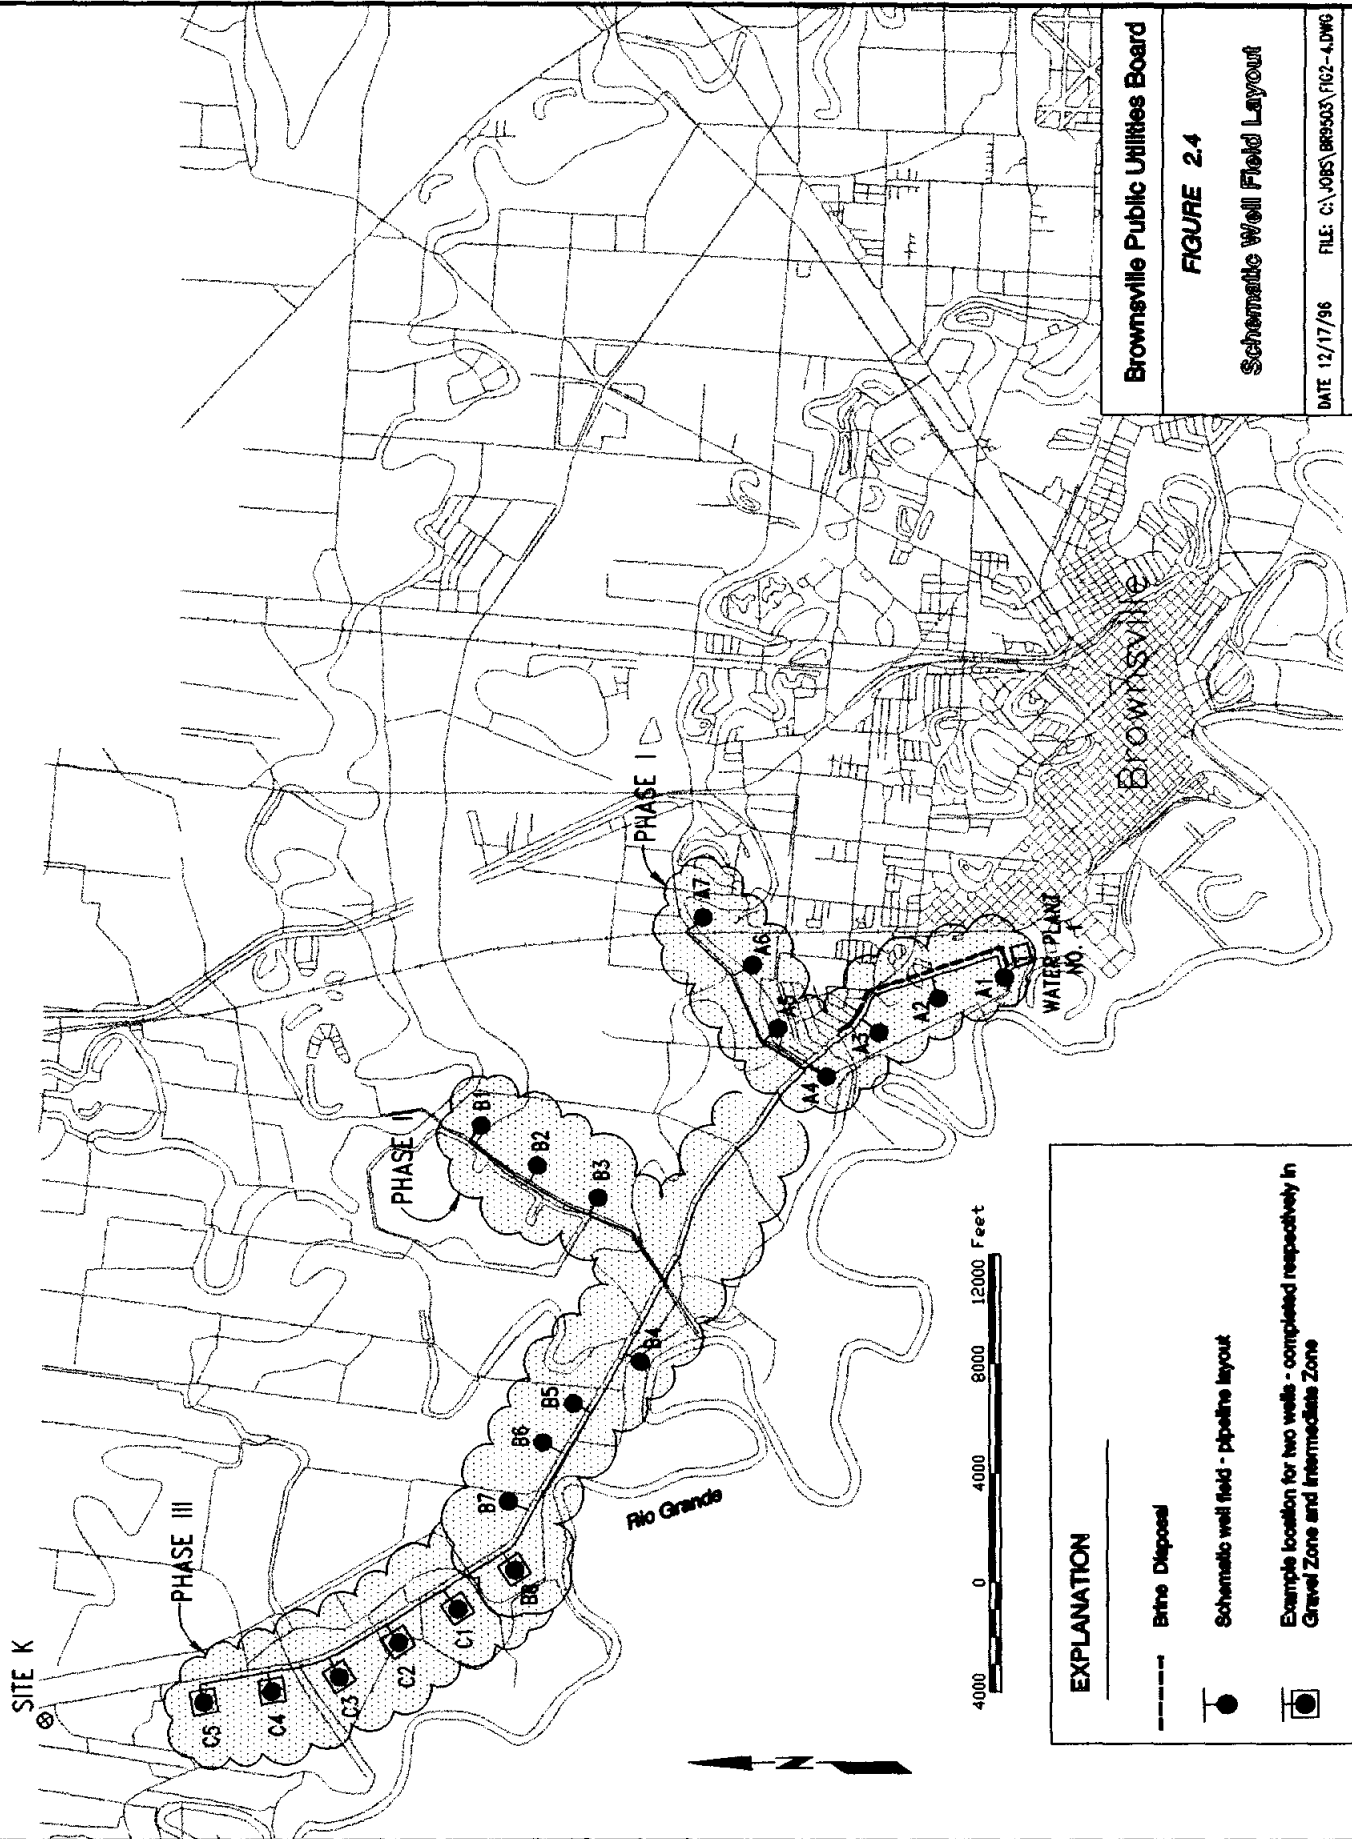 SITE K
PHASE III
C5
C4
C3
C2
C1
B8
B7
B6
B5
B4
Rio Grande
PHASE I
B1
B2
B3
PHASE I
A7
A6
A5
A4
A3
A2
A1
WATER PLANT
NO. 1
Brownsville
4000 0 4000 8000 12000 Feet
N
EXPLANATION
Brine Disposal
Schematic well field - pipeline layout
Example location for two wells - completed respectively in
Gravel Zone and Intermediate Zone
Brownsville Public Utilities Board
FIGURE 2.4
Schematic Well Field Layout
DATE 12/17/96 FILE: C:\JOBS\BR9503\FIG2-4.DWG